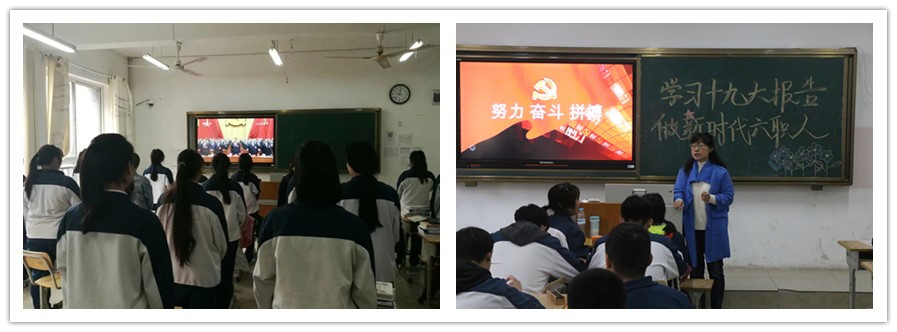 努力 奋斗 拼搏
学习十九大报告
做新时代六职人